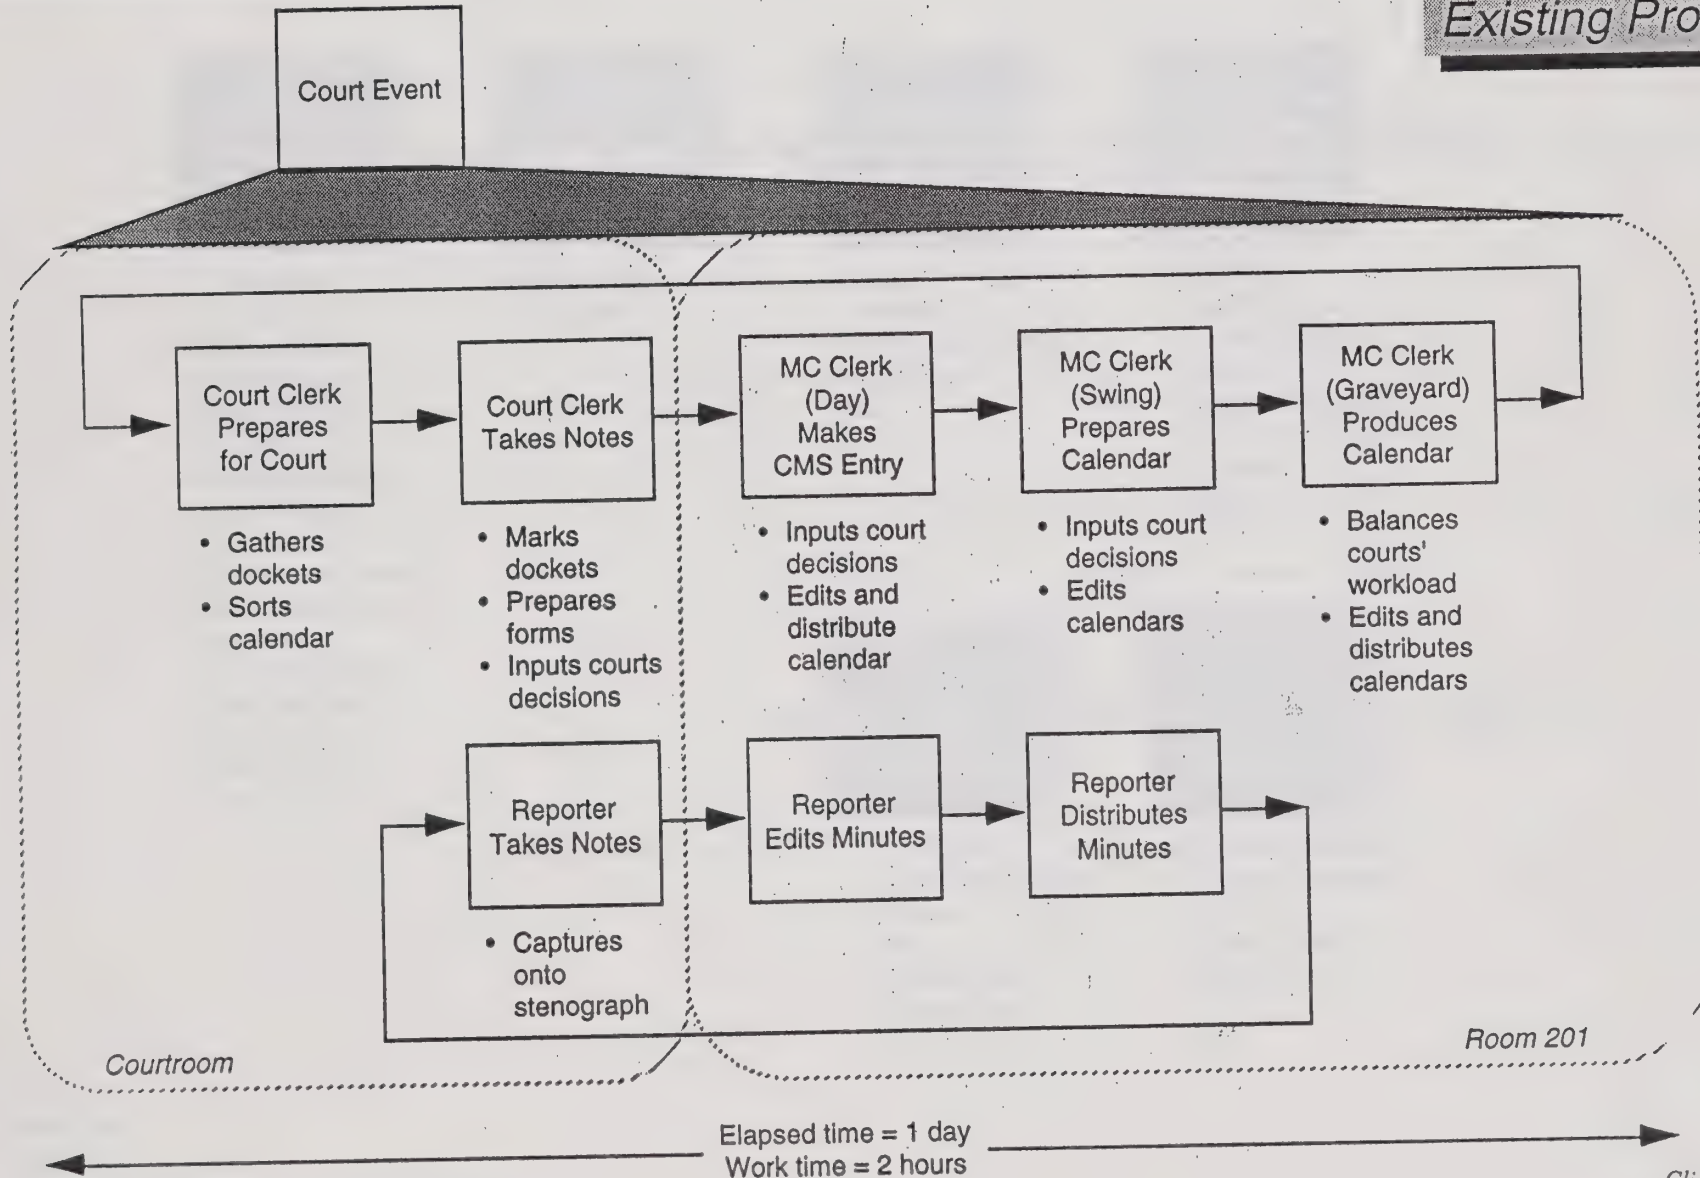 Existing Pro
Court Event
Court Clerk
Prepares
for Court
• Gathers
dockets
• Sorts
calendar
Court Clerk
Takes Notes
• Marks
dockets
• Prepares
forms
• Inputs courts
decisions
MC Clerk
(Day)
Makes
CMS Entry
• Inputs court
decisions
• Edits and
distribute
calendar
MC Clerk
(Swing)
Prepares
Calendar
• Inputs court
decisions
• Edits
calendars
MC Clerk
(Graveyard)
Produces
Calendar
• Balances
courts'
workload
• Edits and
distributes
calendars
Reporter
Takes Notes
• Captures
onto
stenograph
Reporter
Edits Minutes
Reporter
Distributes
Minutes
Courtroom
Room 201
Elapsed time = 1 day
Work time = 2 hours